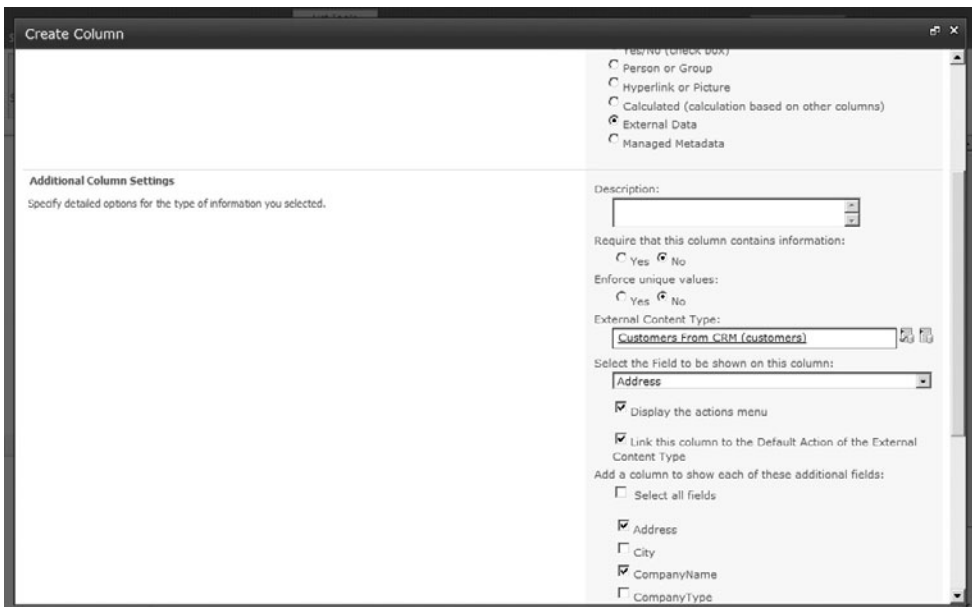 Create Column
Yes/No (check box)
Person or Group
Hyperlink or Picture
Calculated (calculation based on other columns)
External Data
Managed Metadata
Additional Column Settings
Specify detailed options for the type of information you selected.
Description:
Require that this column contains information:
Yes No
Enforce unique values:
Yes No
External Content Type:
Customers From CRM (customers)
Select the Field to be shown on this column:
Address
Display the actions menu
Link this column to the Default Action of the External
Content Type
Add a column to show each of these additional fields:
Select all fields
Address
City
CompanyName
CompanyType